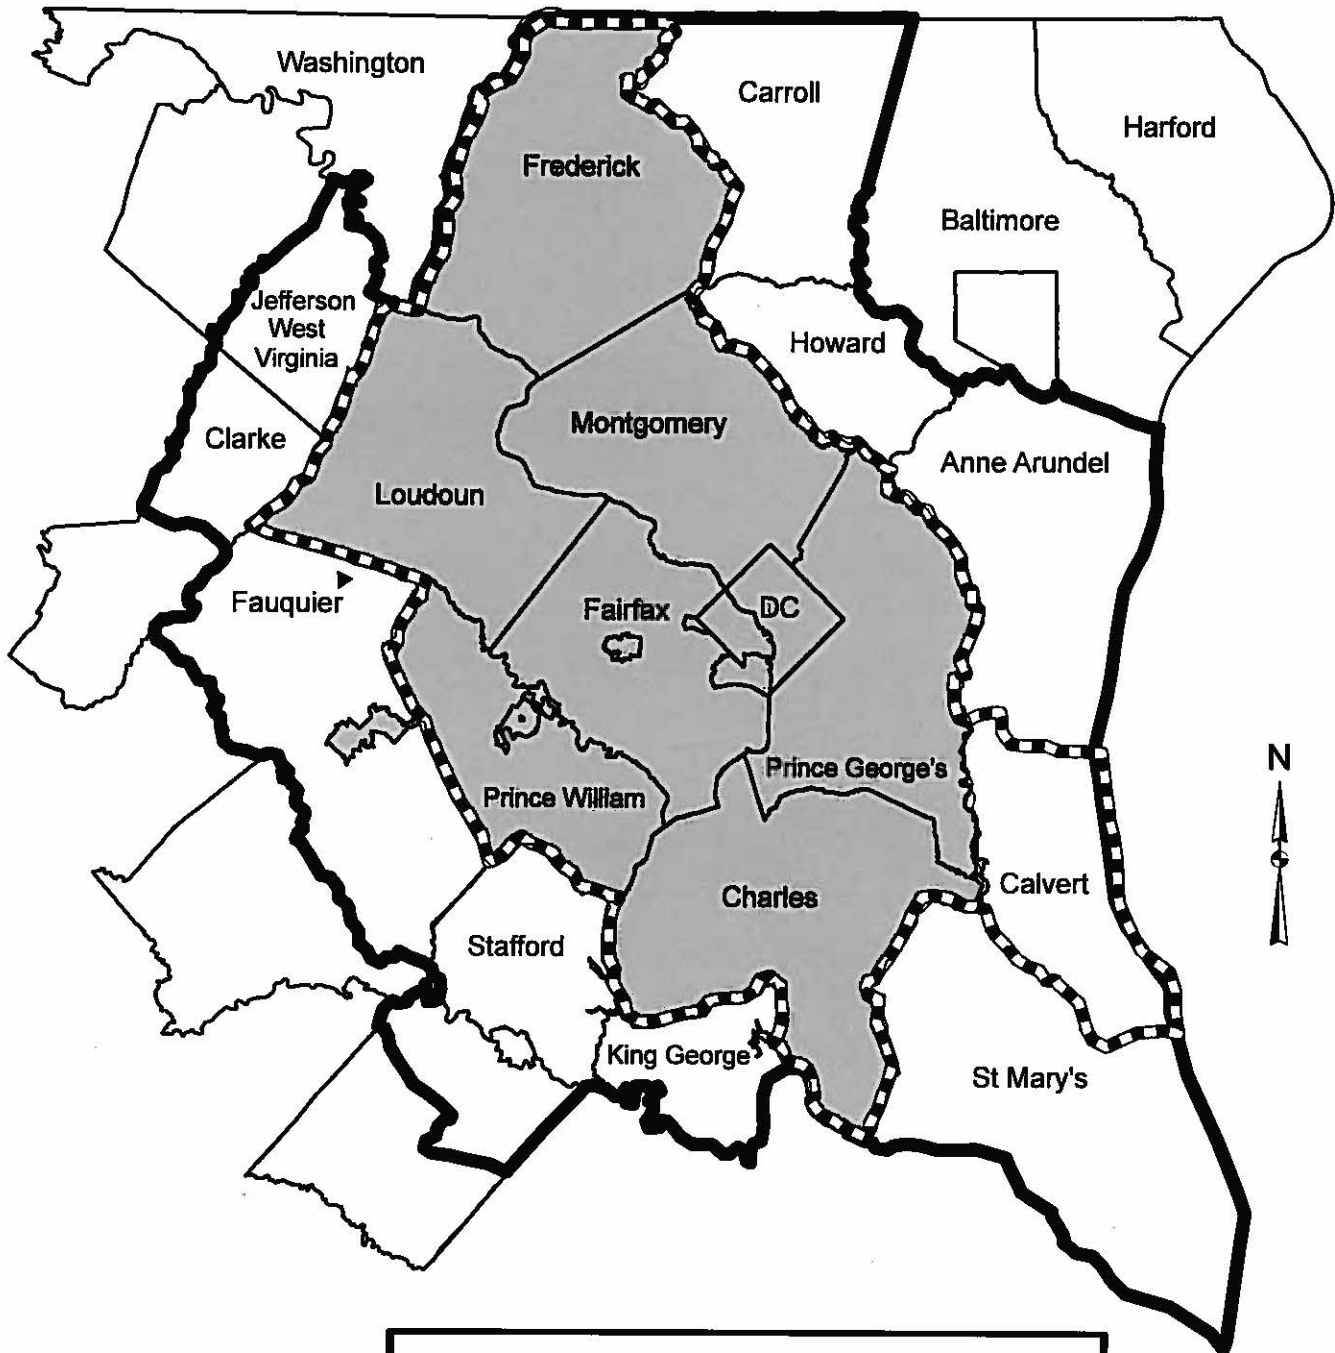 Washington
Carroll
Harford
Frederick
Baltimore
Jefferson
West
Virginia
Howard
Montgomery
Clarke
Anne Arundel
Loudoun
Fauquier
Fairfax
DC
N
Prince George's
Prince William
Calvert
Charles
Stafford
King George
St Mary's